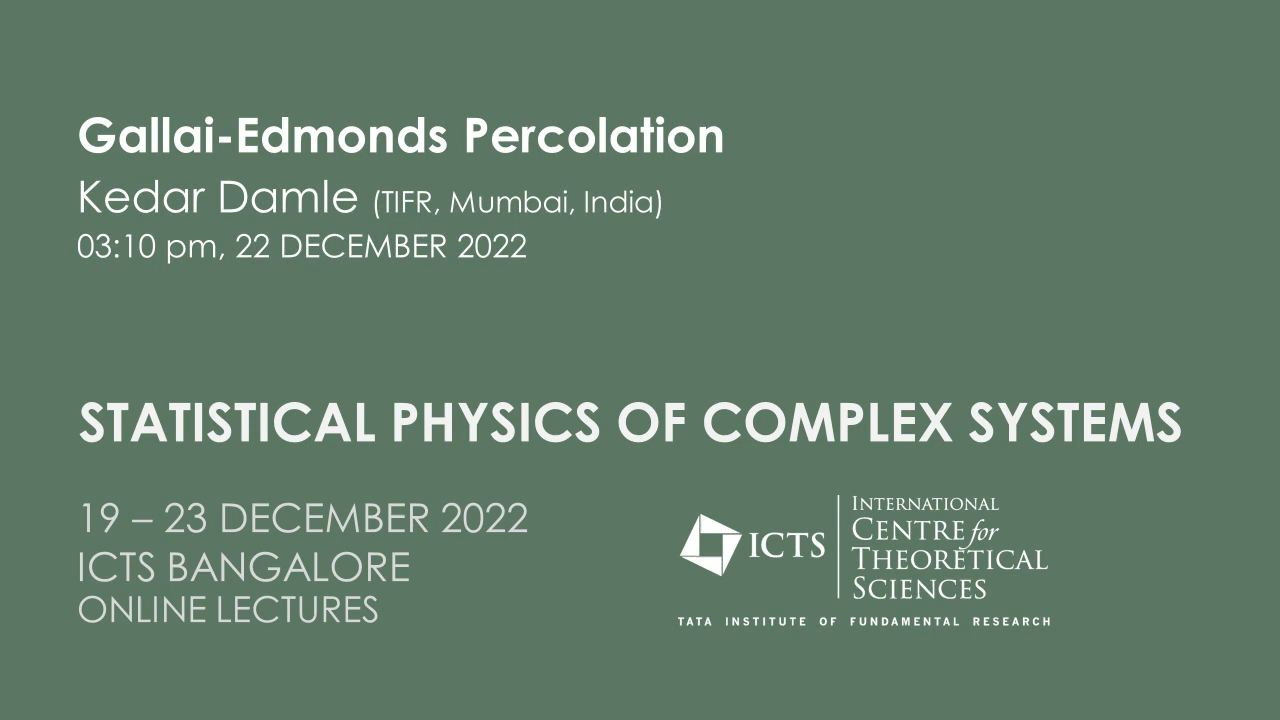 Gallai-Edmonds Percolation
Kedar Damle (TIFR, Mumbai, India)
03:10 pm, 22 DECEMBER 2022
STATISTICAL PHYSICS OF COMPLEX SYSTEMS
19 – 23 DECEMBER 2022
ICTS BANGALORE
ONLINE LECTURES
ICTS
INTERNATIONAL
CENTRE for
THEORETICAL
SCIENCES
TATA INSTITUTE OF FUNDAMENTAL RESEARCH